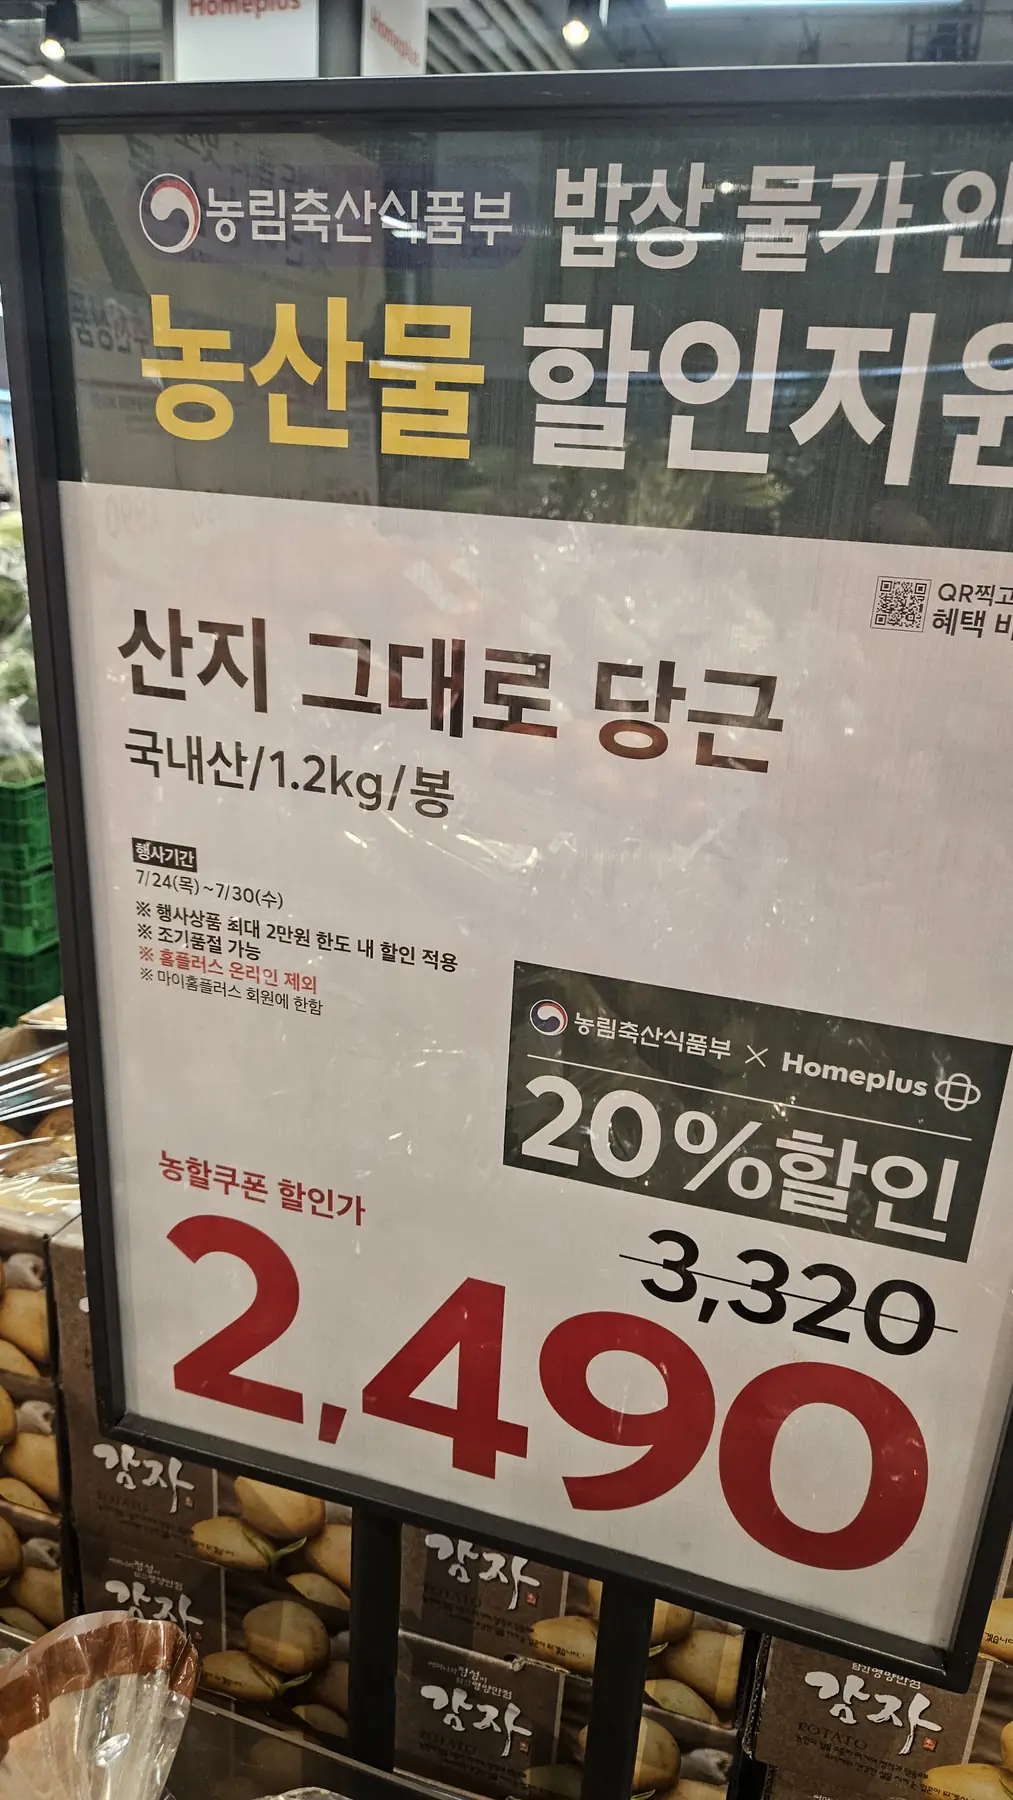 Homeplus
Homeplus
농림축산식품부 밥상 물가
농산물 할인지원
QR찍고
혜택
산지 그대로 당근
국내산/1.2kg/봉
행사기간
7/24(목)~7/30(수)
※ 행사상품 최대 2만원 한도 내 할인 적용
※ 조기품절 가능
※ 홈플러스 온라인 제외
※ 마이홈플러스 회원에 한함
농림축산식품부 × Homeplus
20%할인
농할쿠폰 할인가
3,320
2,490
감자
POTATO
감자
감자
감자
POTATO